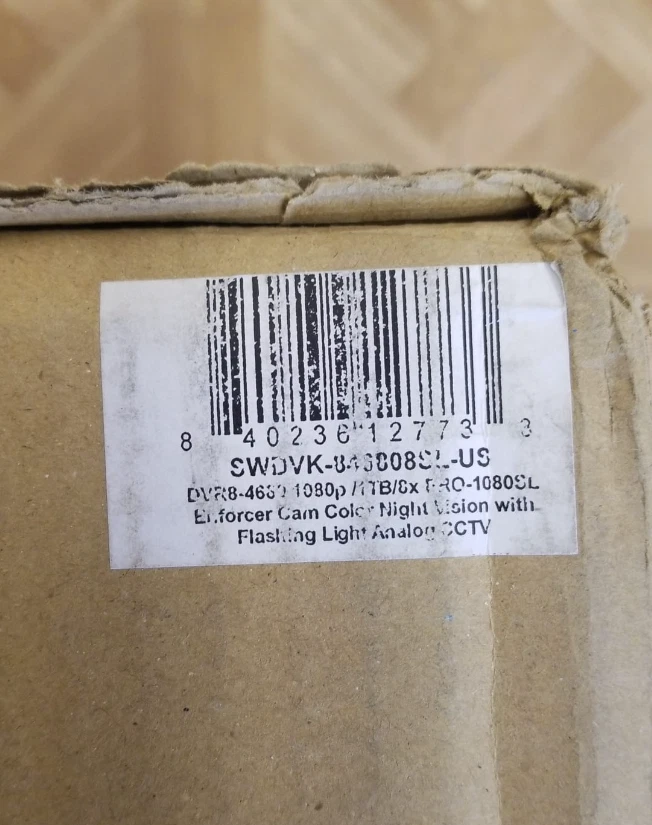 8 40236 12773 3
SWDVK-846808SL-US
DVR8-4680 1080p /1TB/8x PRO-1080SL
Enforcer Cam Color Night Vision with
Flashing Light Analog CCTV